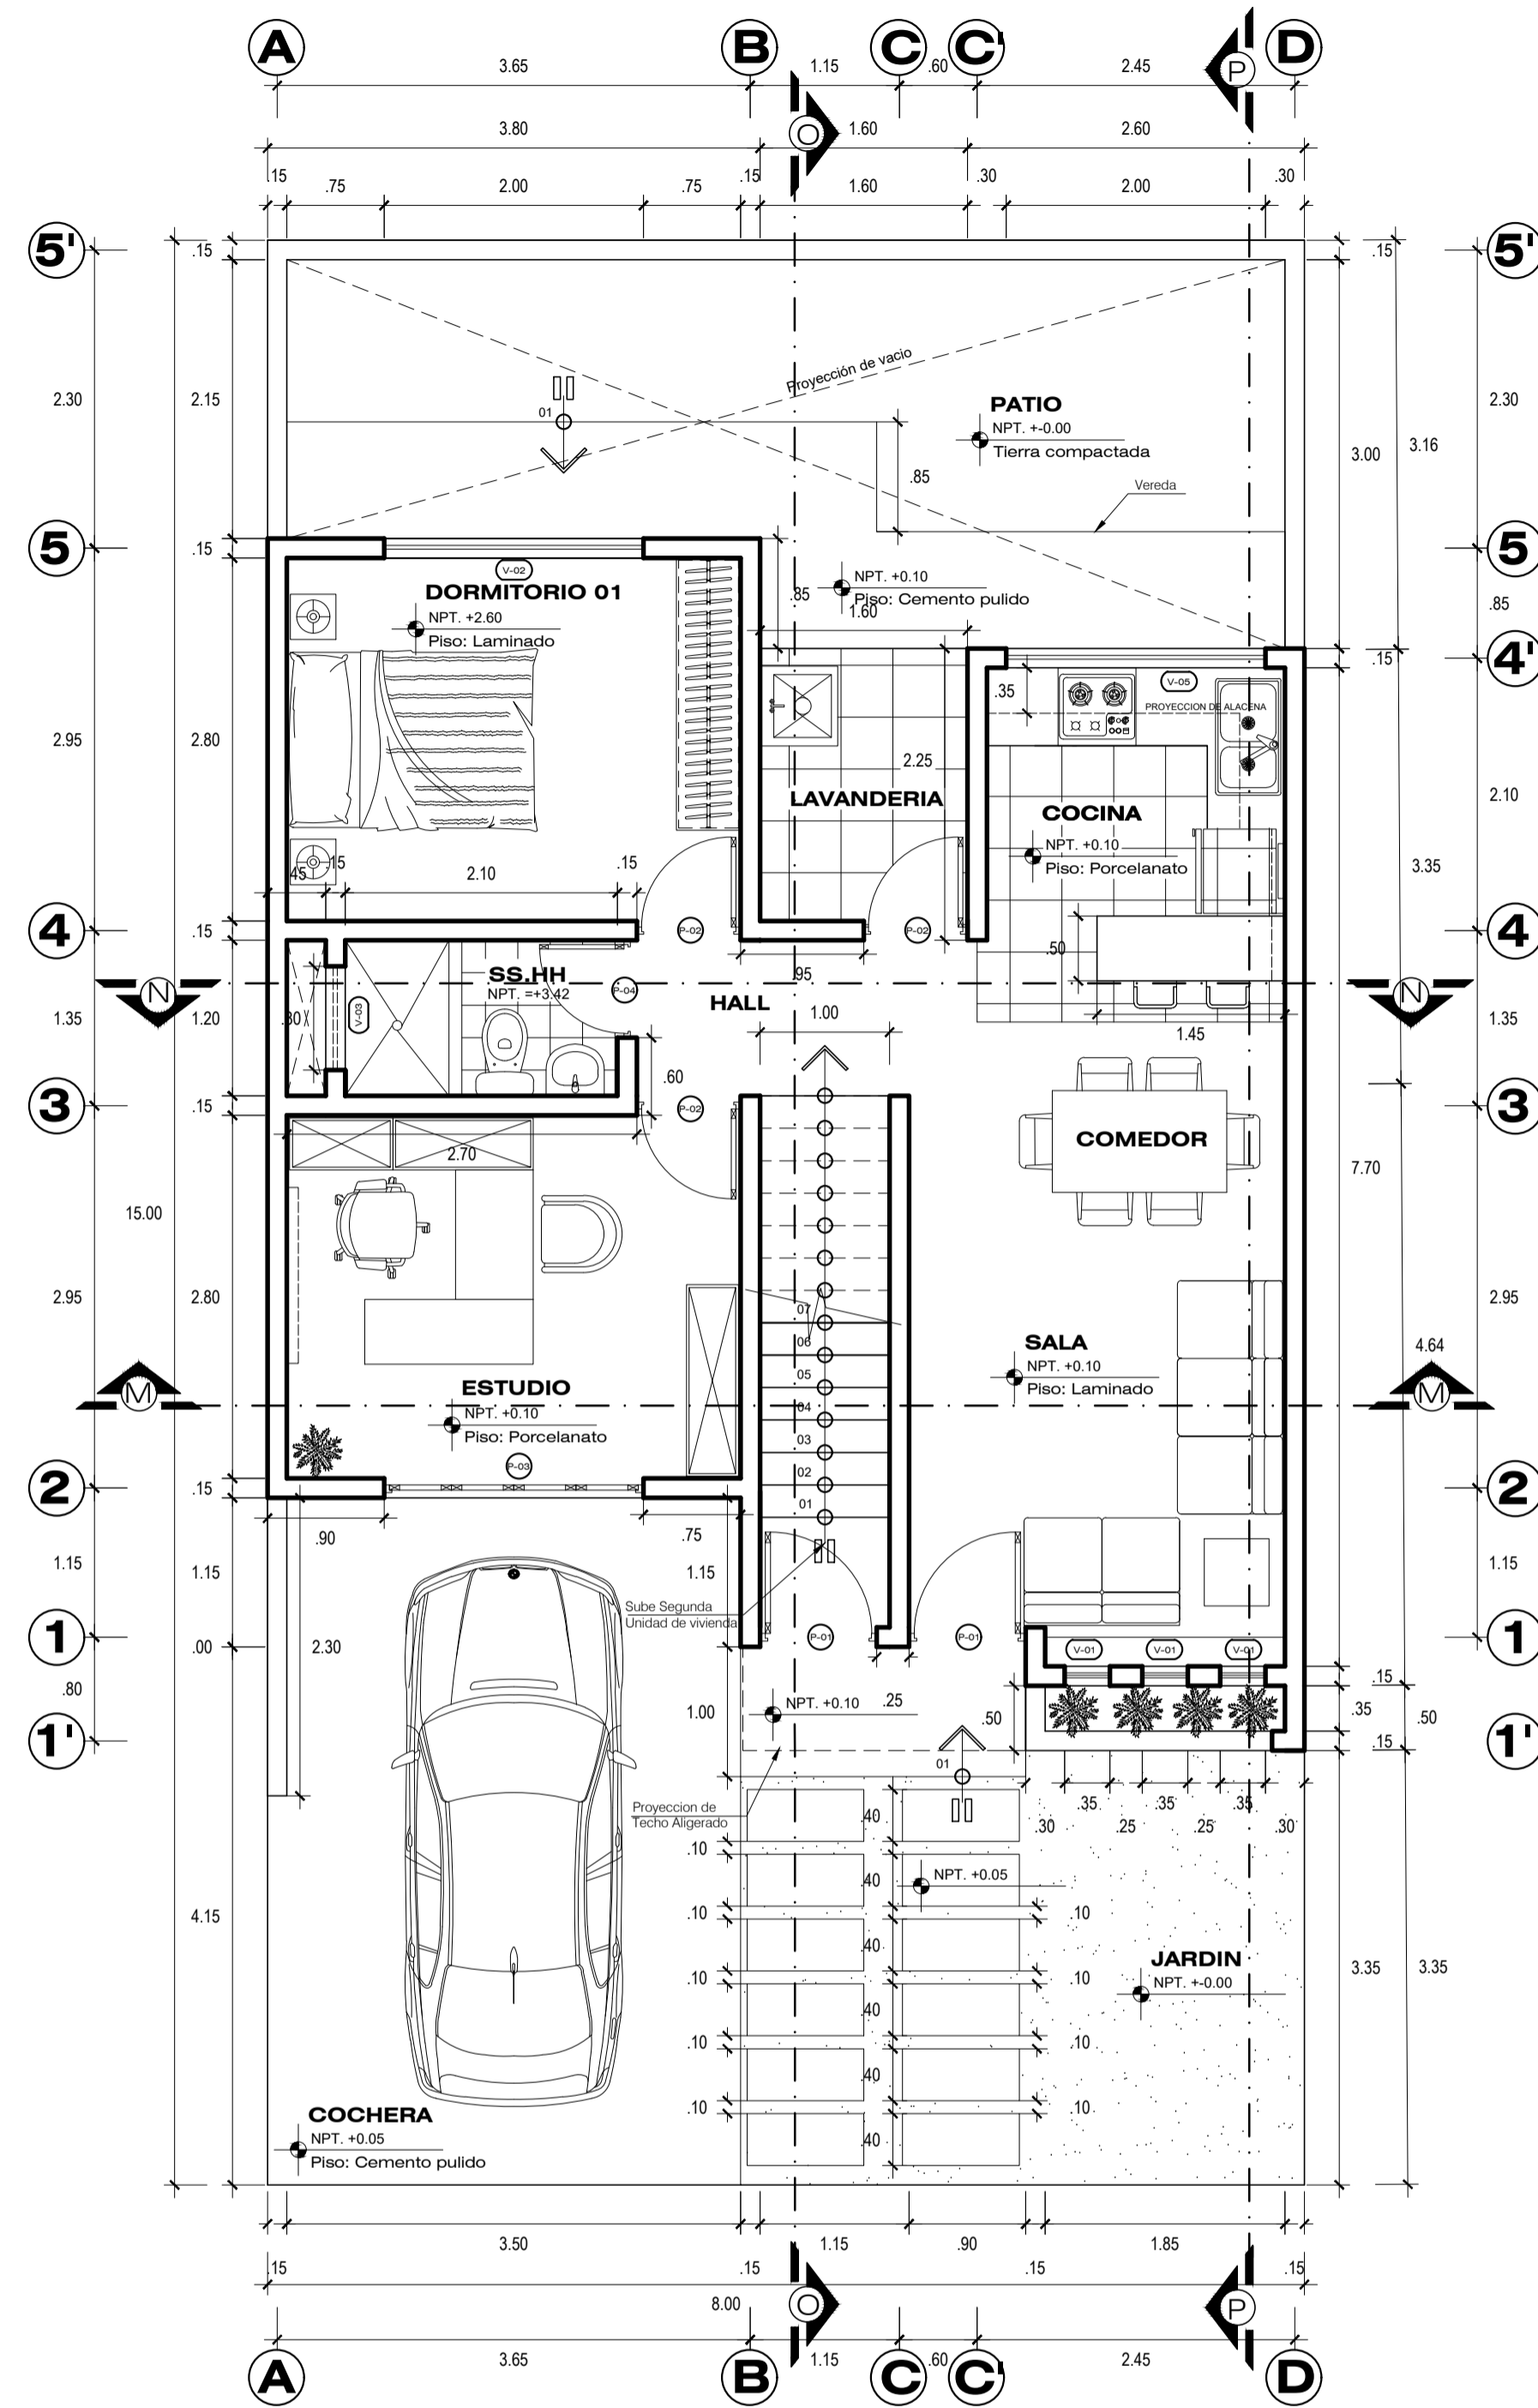 A B C C' D
3.65 1.15 .60 2.45
P
3.80 1.60 2.60
O
.15 .75 2.00 .75 .15 1.60 .30 2.00 .30
5' .15 .15 5'
Proyección de vacio
01
2.30 2.15 PATIO 2.30
NPT. +-0.00
Tierra compactada
3.00 3.16
.85
Vereda
5 .15 5
V-02
DORMITORIO 01
NPT. +2.60
Piso: Laminado
.85
NPT. +0.10
Piso: Cemento pulido
1.60
.85
4' .15
.35
V-05
PROYECCION DE ALACENA
2.95 2.80 2.25 2.10
LAVANDERIA
COCINA
NPT. +0.10
Piso: Porcelanato
.45 .15 2.10 .15 3.35
4 .15 P-02 P-02 .50 4
SS.HH
NPT. =+3.42
P-04
.95
N HALL N
1.35 1.20 .80 V-03 1.00 1.45 1.35
.60
3 .15 P-02 3
COMEDOR
2.70
7.70
15.00
2.95 2.80 2.95
07
06
05
04
03
02
01
SALA
NPT. +0.10
Piso: Laminado
4.64
M M
ESTUDIO
NPT. +0.10
Piso: Porcelanato
P-03
2 .15 2
.90 .75
1.15 1.15 1.15 1.15
Sube Segunda
Unidad de vivienda
1 .00 2.30 P-01 P-01 V-01 V-01 V-01 1
.80 .15
1.00 NPT. +0.10 .25 .50 .35 .50
1' .15 1'
01
Proyeccion de
Techo Aligerado
.35 .35 .35
.30 .25 .25 .30
.40
.10
.40 NPT. +0.05
.10 .10
4.15
.40
JARDIN
NPT. +-0.00
3.35 3.35
.10 .10
.40
.10 .10
.40
.10 .10
.40
COCHERA
NPT. +0.05
Piso: Cemento pulido
3.50 1.15 .90 1.85
.15 .15 .15 .15
8.00
O P
3.65 1.15 .60 2.45
A B C C' D